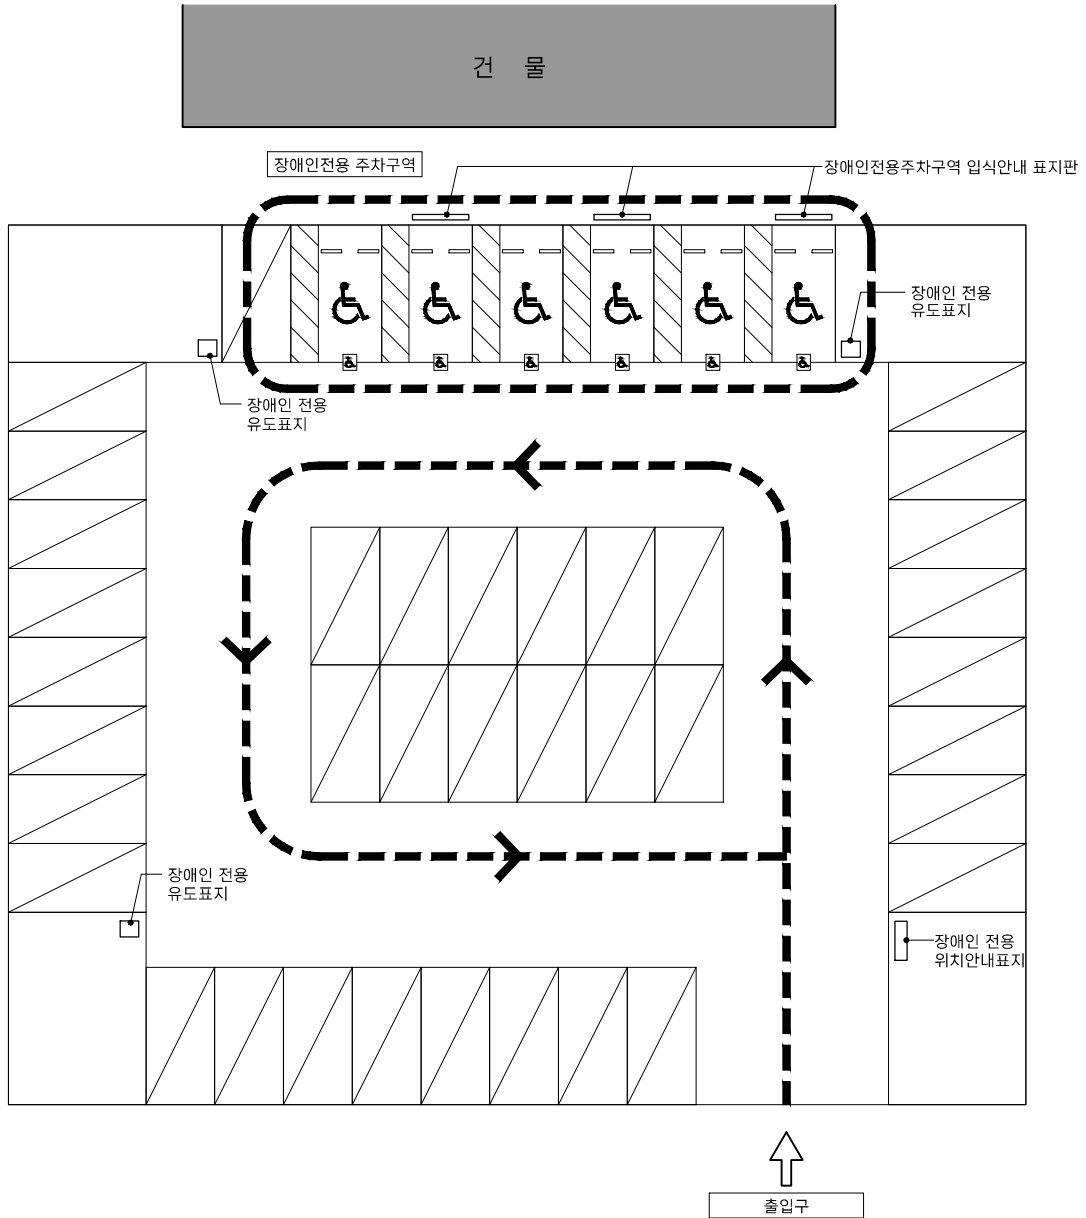 건 물
장애인전용 주차구역
장애인전용주차구역 입식안내 표지판
장애인 전용
유도표지
장애인 전용
유도표지
장애인 전용
유도표지
장애인 전용
위치안내표지
출입구